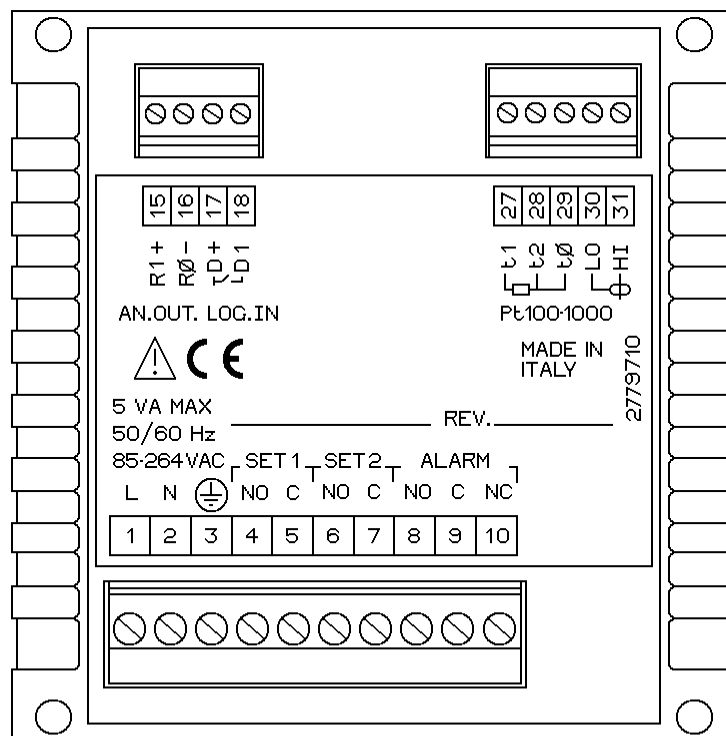 15 16 17 18
27 28 29 30 31
R1+ RØ- D+ D1
t1 t2 tØ LO HI
AN.OUT. LOG.IN
Pt100-1000
CE
MADE IN
ITALY
2779710
5 VA MAX
50/60 Hz
REV.
85-264VAC SET 1 SET 2 ALARM
L N NO C NO C NO C NC
1 2 3 4 5 6 7 8 9 10